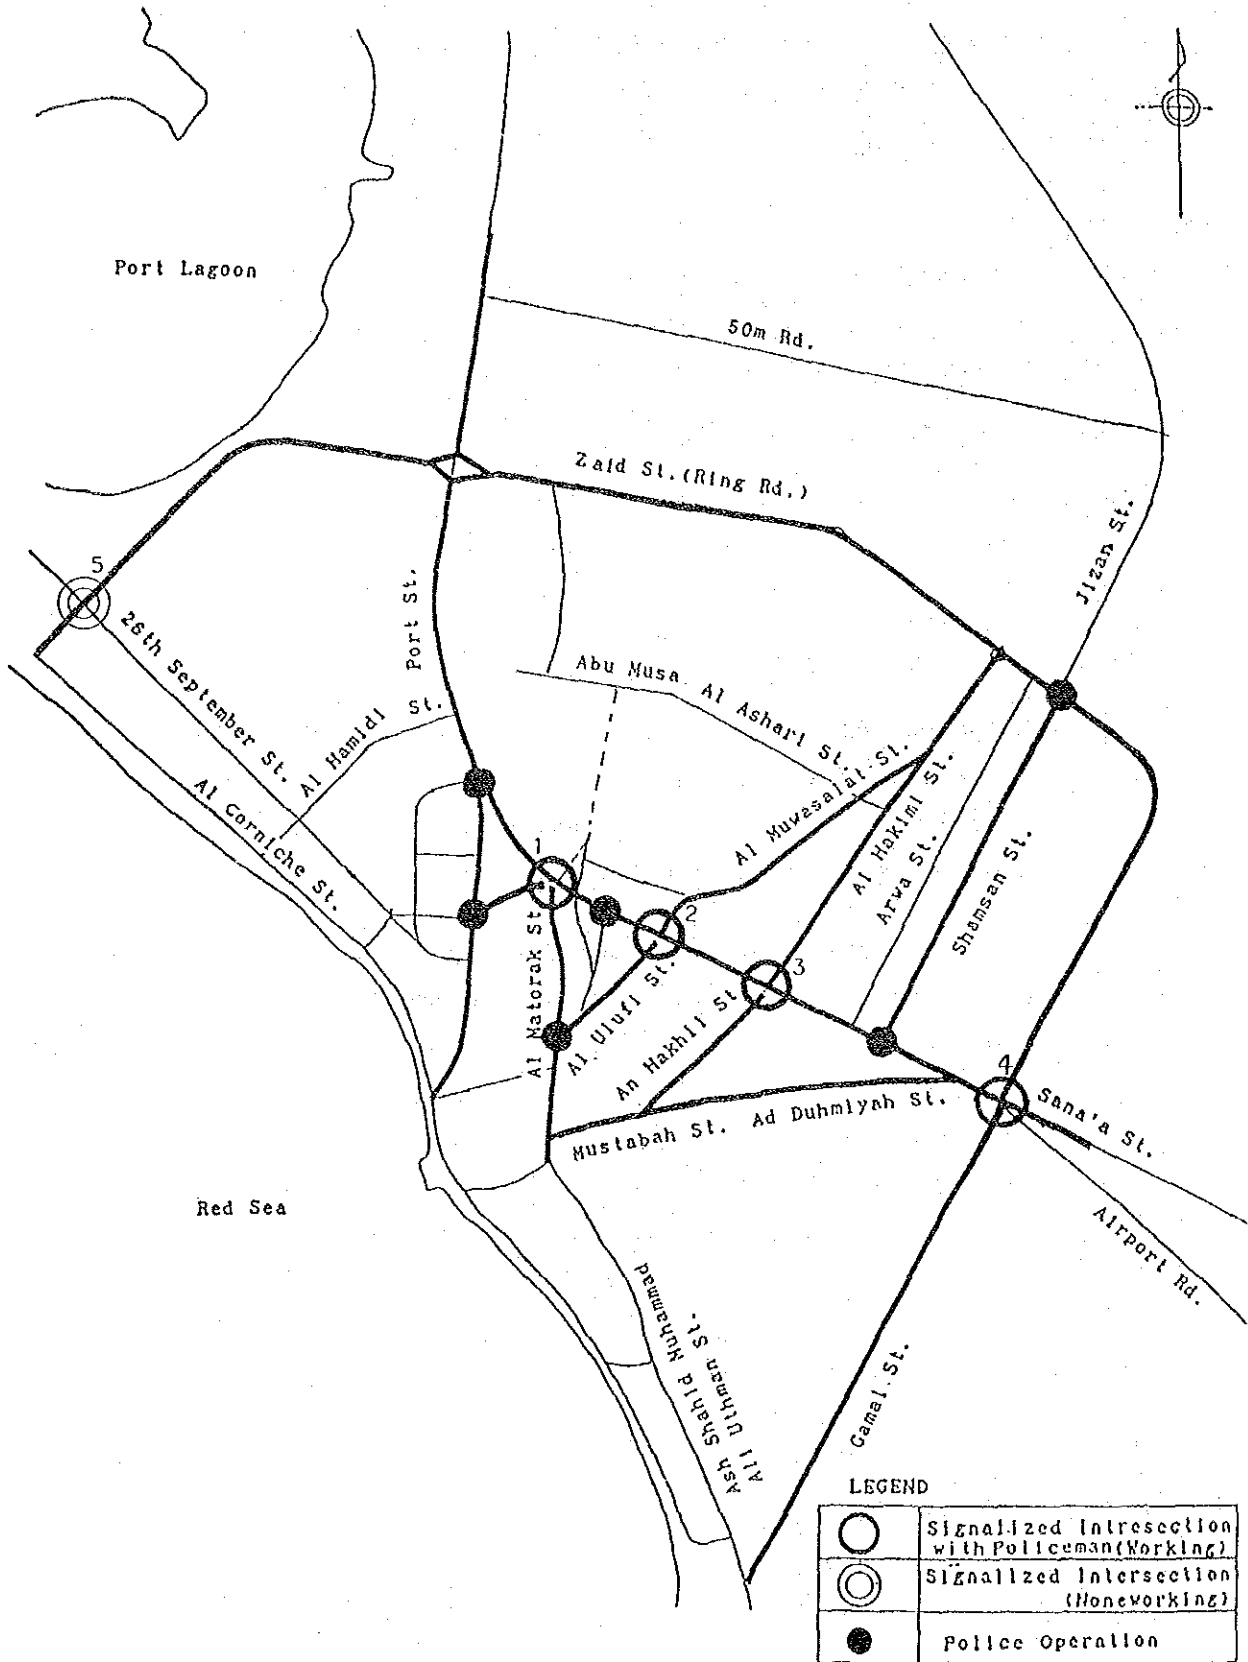 Port Lagoon
50m Rd.
Zaid St.(Ring Rd.)
Jizan St.
5
26th September St.
Port St.
Al Hamidi St.
Abu Musa Al Ashari St.
Al Muwasalat St.
Al Corniche St.
Al Hakimi St.
Arwa St.
Shamsan St.
1
2
3
Al Matorak St.
Al Ulufi St.
An Hakhil St.
4
Sana'a St.
Mustabah St. Ad Duhmiyah St.
Airport Rd.
Red Sea
Ash Shahid Muhammad
Ali Uthman St.
Gamal St.
LEGEND
Signalized Intresection
with Policeman(Working)
Signalized Intersection
(Noneworking)
Police Operation